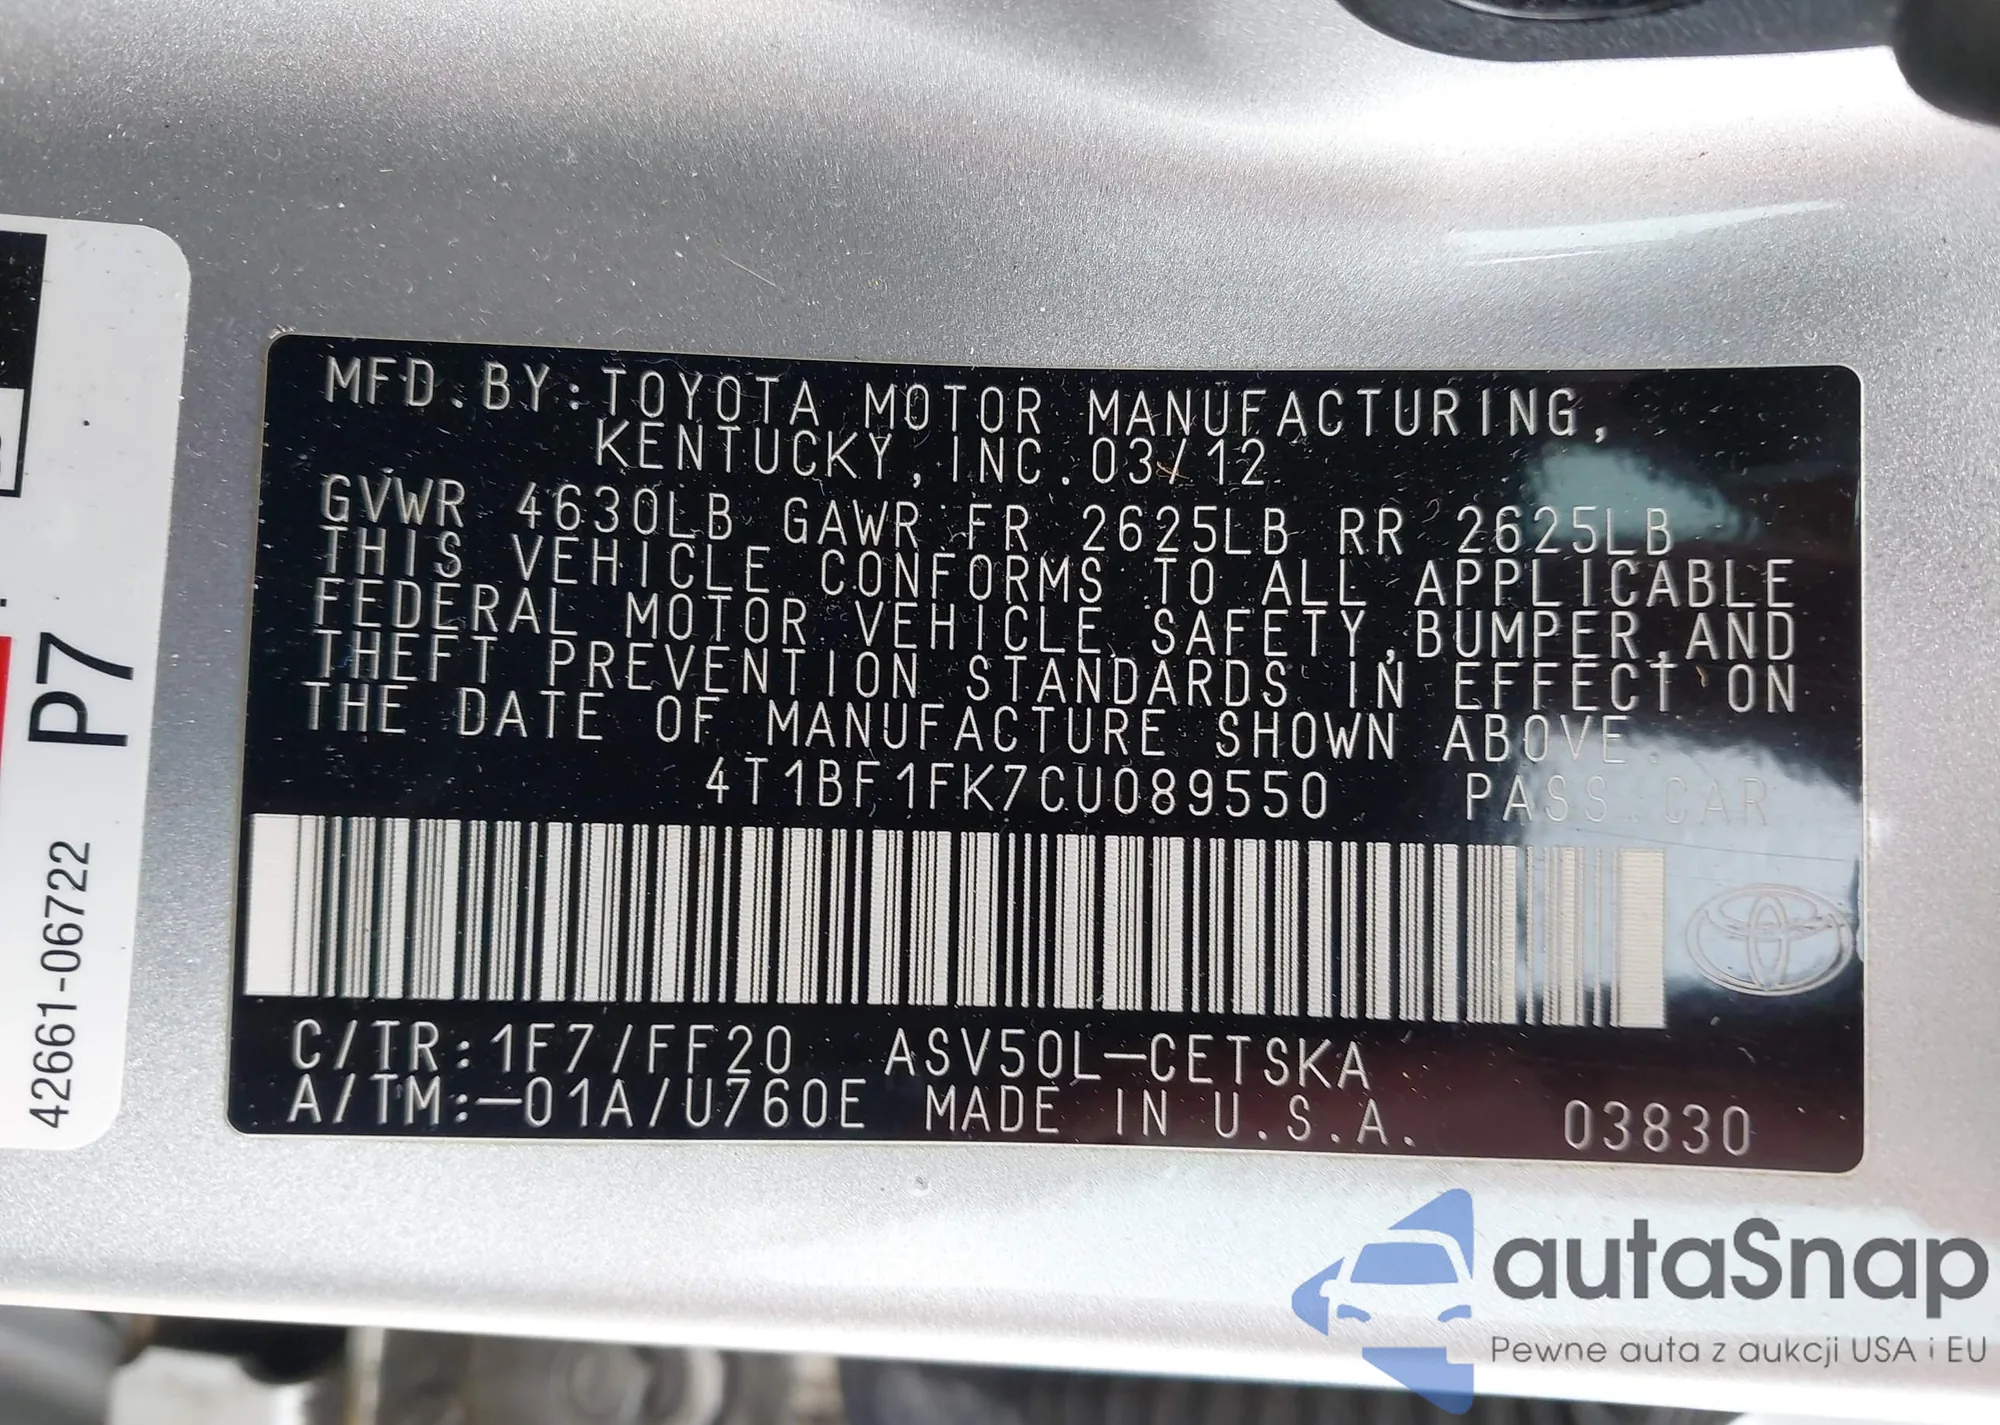 MFD.BY:TOYOTA MOTOR MANUFACTURING,
KENTUCKY,INC.03/12
GVWR 4630LB GAWR FR 2625LB RR 2625LB
THIS VEHICLE CONFORMS TO ALL APPLICABLE
FEDERAL MOTOR VEHICLE SAFETY,BUMPER,AND
THEFT PREVENTION STANDARDS IN EFFECT ON
THE DATE OF MANUFACTURE SHOWN ABOVE.
4T1BF1FK7CU089550 PASS.CAR
C/TR:1F7/FF20 ASV50L-CETSKA
A/TM:-01A/U760E MADE IN U.S.A. 03830
P7
42661-06722
autaSnap
Pewne auta z aukcji USA i EU